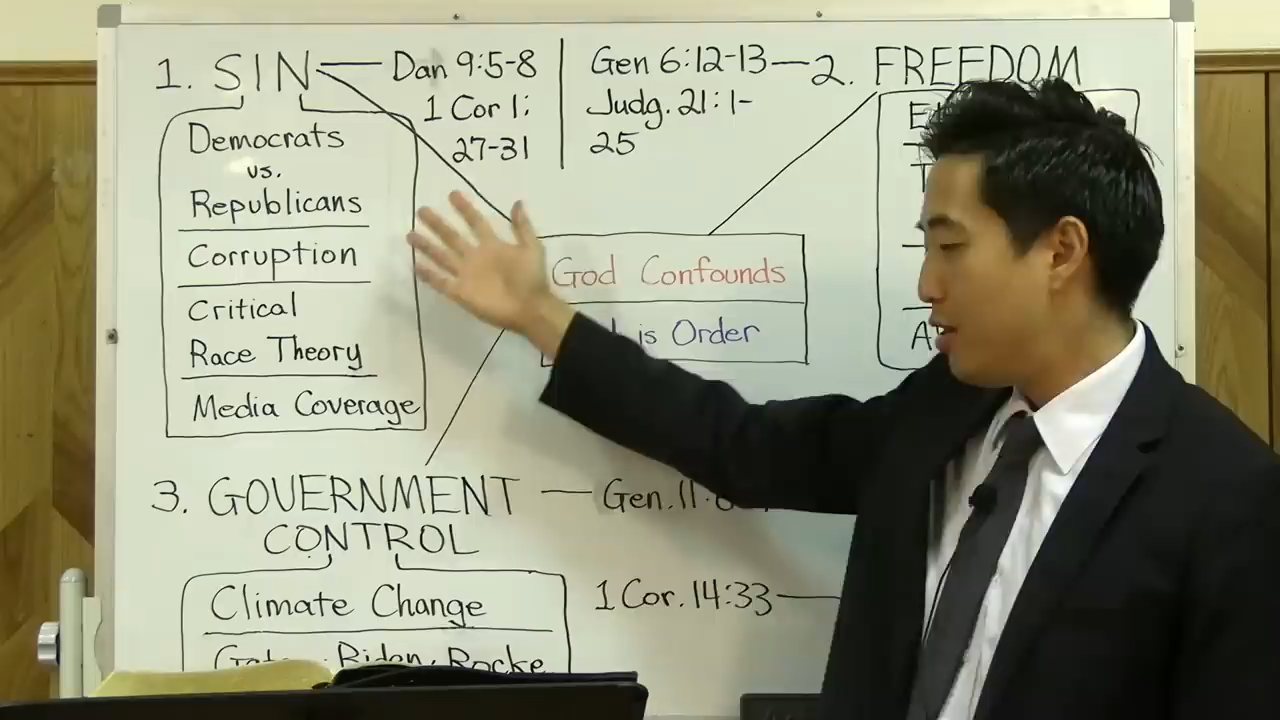 1. SIN — Dan 9:5-8
1 Cor 1:
27-31
Gen 6:12-13 — 2. FREEDOM
Judg. 21:1-
25
Democrats
vs.
Republicans
Corruption
Critical
Race Theory
Media Coverage
God Confounds
is Order
3. GOVERNMENT — Gen. 11:
CONTROL
1 Cor. 14:33 —
Climate Change
Biden, Rocke